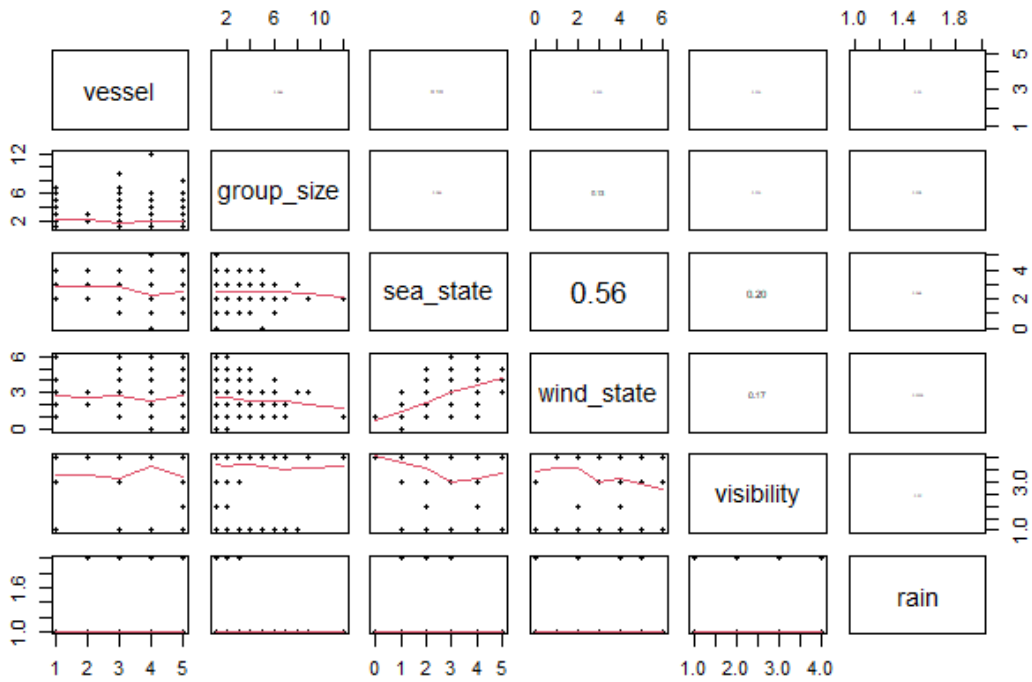 2 6 10 0 2 4 6 1.0 1.4 1.8
vessel 1 3 5
2 6 12 group_size 0.13
sea_state 0.56 0.20 0 2 4
0 3 6 wind_state 0.17
visibility 1.0 3.0
1.0 1.6 rain
1 2 3 4 5 0 1 2 3 4 5 1.0 2.0 3.0 4.0